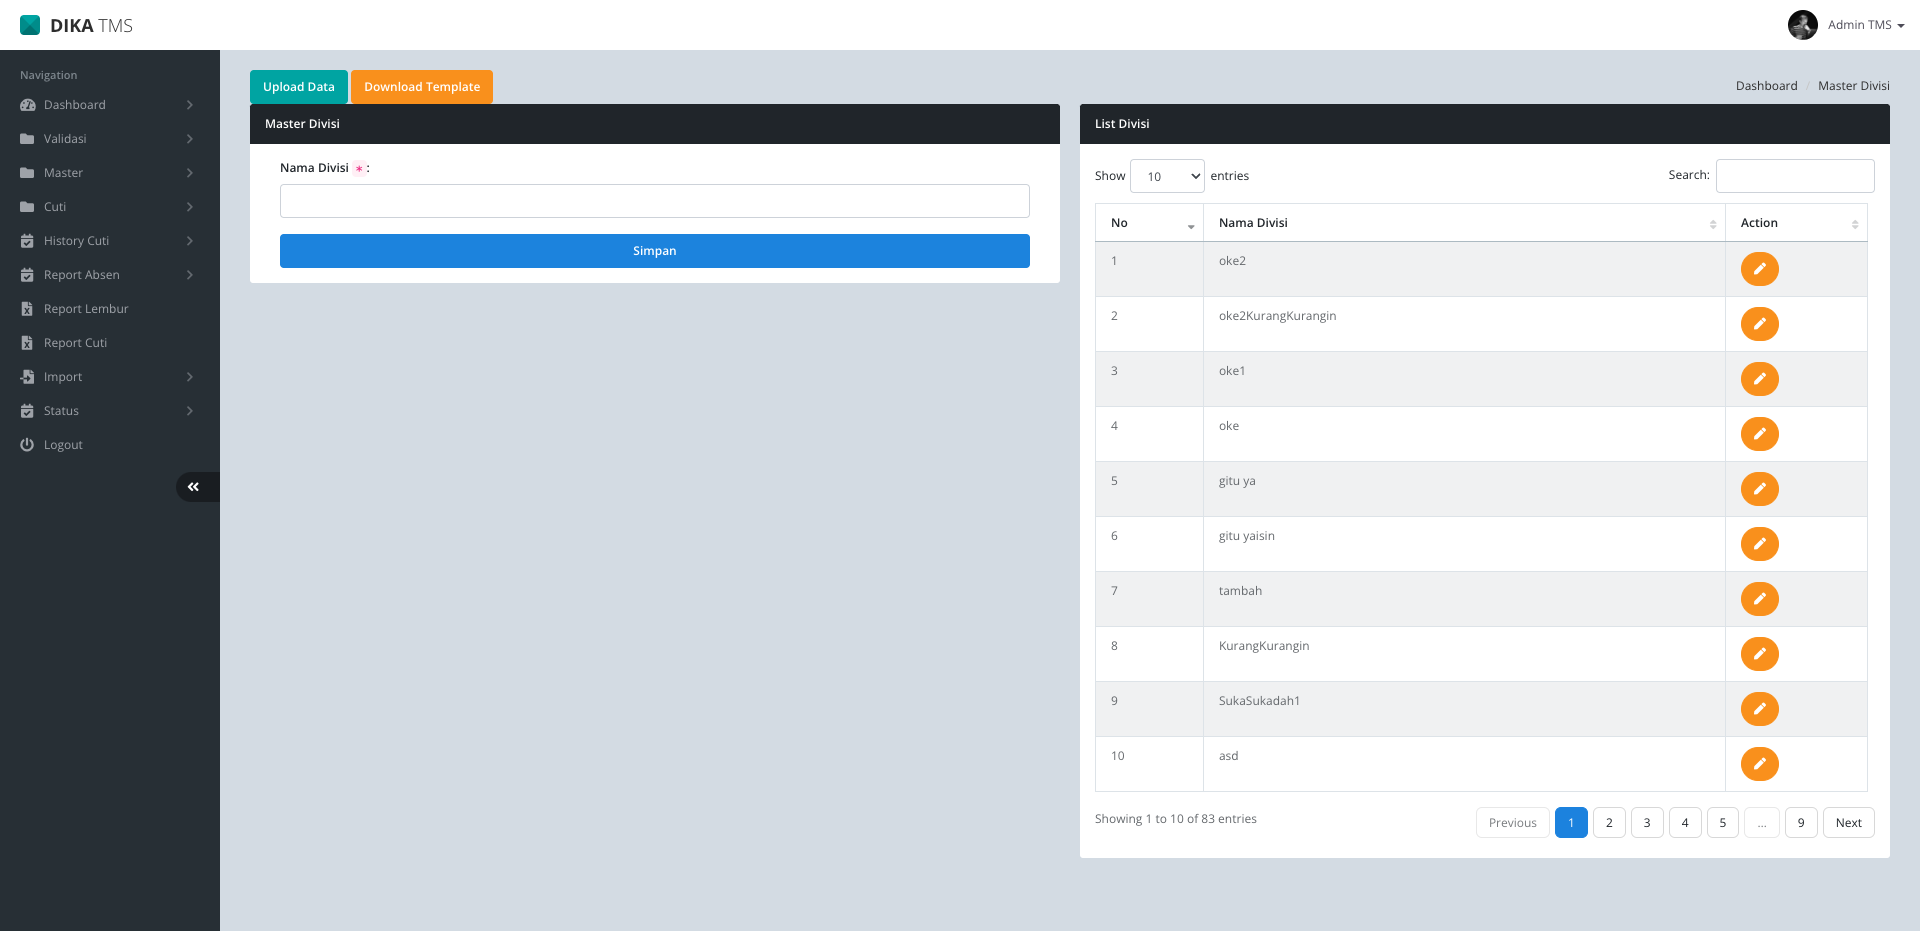 DIKA TMS
Admin TMS
Navigation
Dashboard
Validasi
Master
Cuti
History Cuti
Report Absen
Report Lembur
Report Cuti
Import
Status
Logout
Upload Data
Download Template
Dashboard / Master Divisi
Master Divisi
Nama Divisi * :
Simpan
List Divisi
Show 10 entries
Search:
No Nama Divisi Action
1 oke2
2 oke2KurangKurangin
3 oke1
4 oke
5 gitu ya
6 gitu yaisin
7 tambah
8 KurangKurangin
9 SukaSukadah1
10 asd
Showing 1 to 10 of 83 entries
Previous 1 2 3 4 5 ... 9 Next